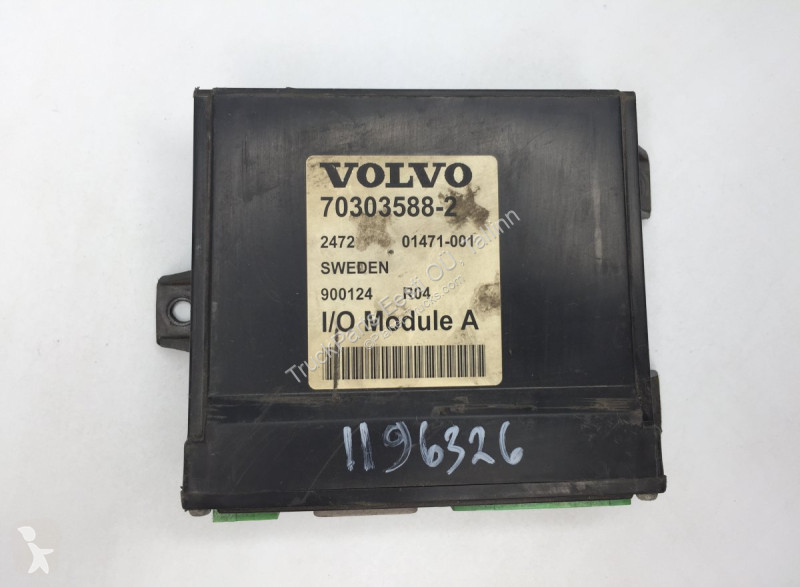 VOLVO
70303588-2
2472 01471-001
SWEDEN
900124 R04
I/O Module A
1196326